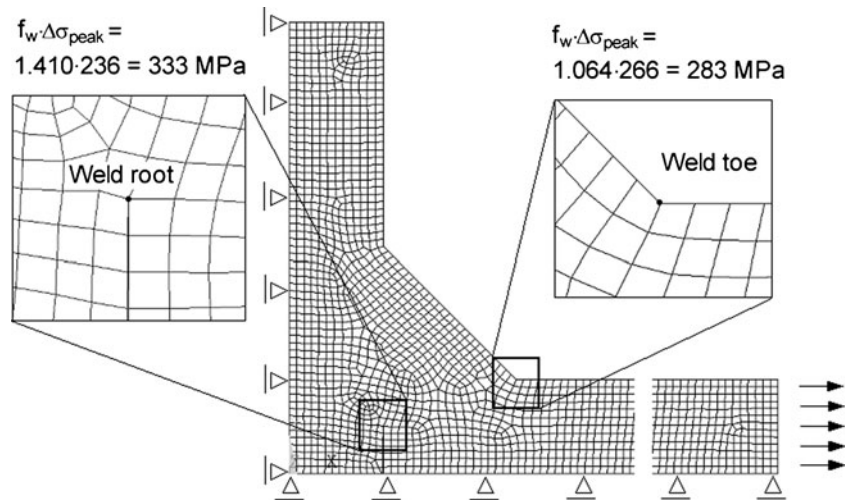 f_w·Δσ_peak =
1.410·236 = 333 MPa
f_w·Δσ_peak =
1.064·266 = 283 MPa
Weld root
Weld toe
X